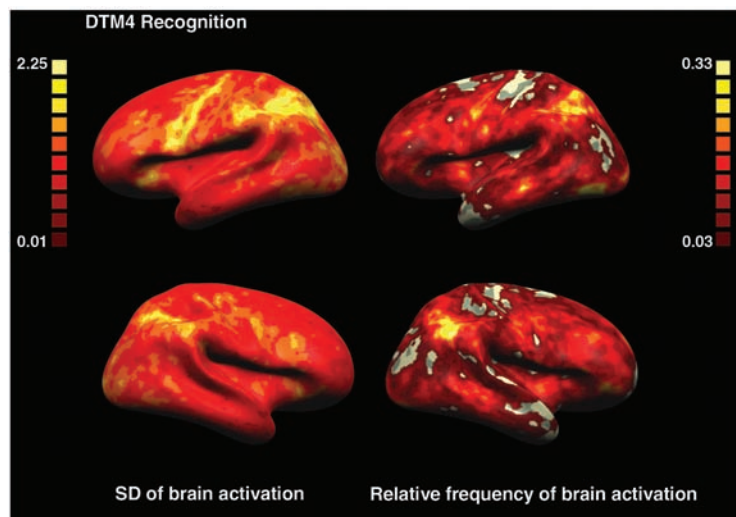 DTM4 Recognition
2.25
0.33
0.01
0.03
SD of brain activation
Relative frequency of brain activation